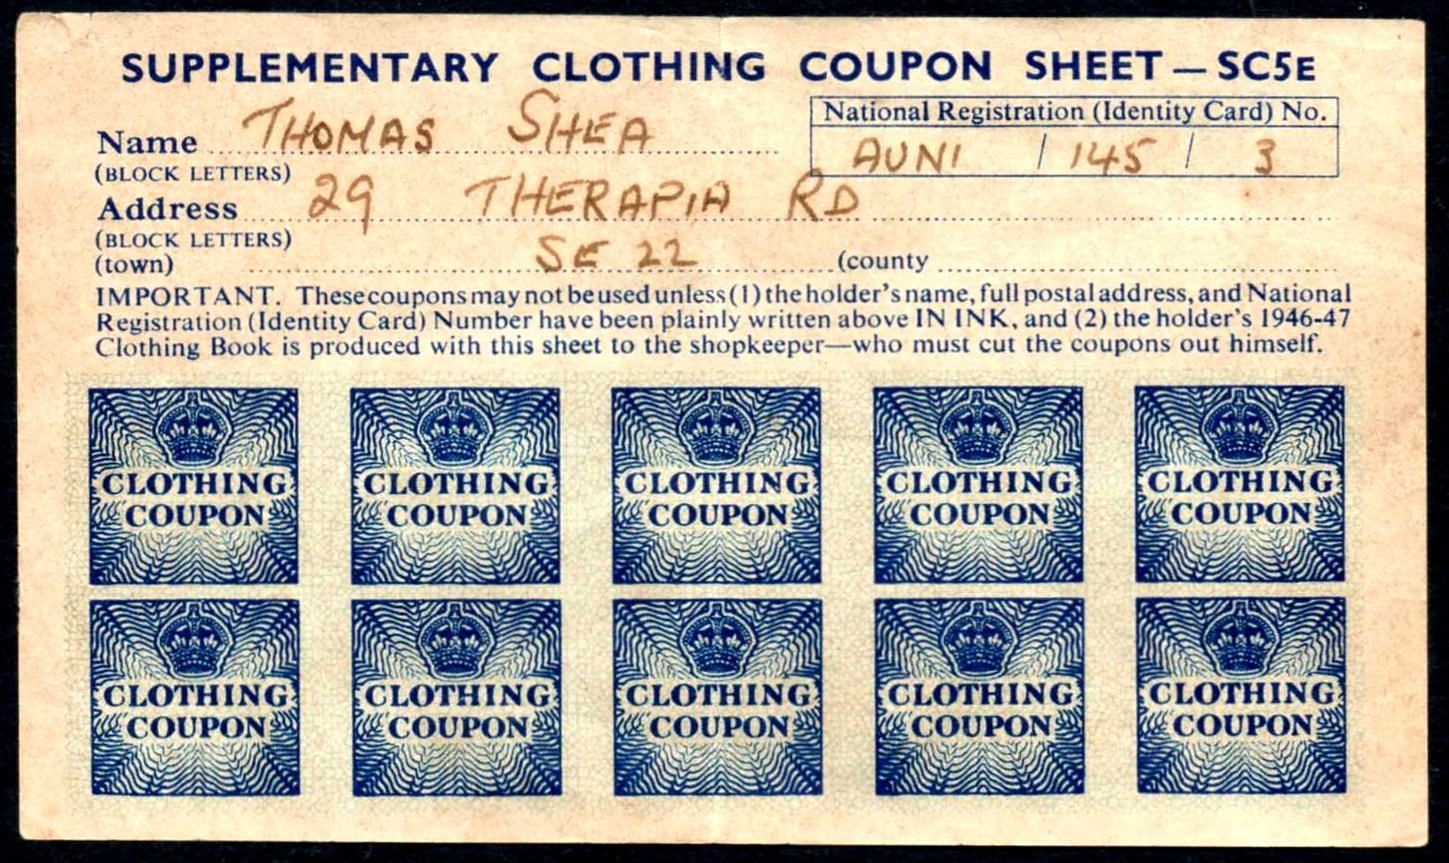 SUPPLEMENTARY CLOTHING COUPON SHEET — SC5E
National Registration (Identity Card) No.
Name THOMAS SHEA
AUNI / 145 / 3
(BLOCK LETTERS)
Address 29 THERAPIA RD
(BLOCK LETTERS)
(town) SE 22 (county
IMPORTANT. These coupons may not be used unless (1) the holder's name, full postal address, and National
Registration (Identity Card) Number have been plainly written above IN INK, and (2) the holder's 1946-47
Clothing Book is produced with this sheet to the shopkeeper—who must cut the coupons out himself.
CLOTHING CLOTHING CLOTHING CLOTHING CLOTHING
COUPON COUPON COUPON COUPON COUPON
CLOTHING CLOTHING CLOTHING CLOTHING CLOTHING
COUPON COUPON COUPON COUPON COUPON